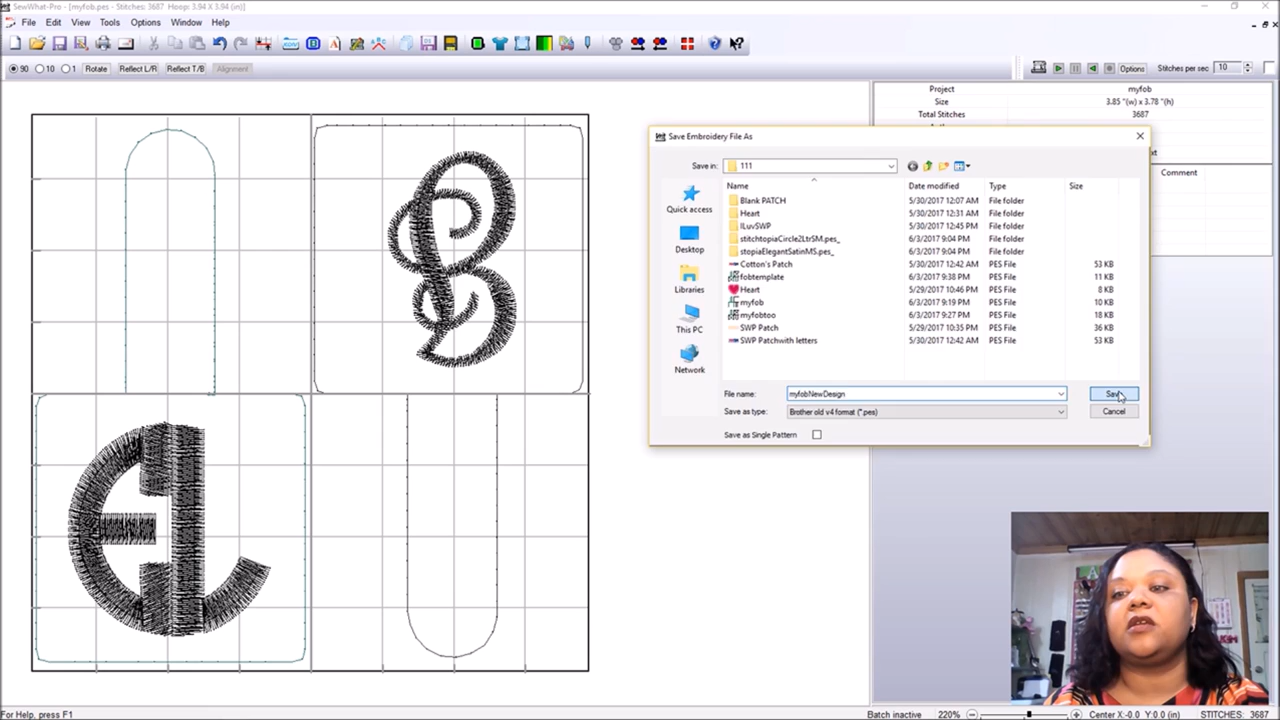 SewWhat-Pro - [myfob.pes - Stitches: 3687 Hoop: 3.94 X 3.94 (in)]
File Edit View Tools Options Window Help
90 10 1 Rotate Reflect L/R Reflect T/B Alignment
Options Stitches per sec 10
Project myfob
Size 3.85 "(w) x 3.78 "(h)
Total Stitches 3687
Comment
Save Embroidery File As
Save in: 111
Quick access
Desktop
Libraries
This PC
Network
Name Date modified Type Size
Blank PATCH 5/30/2017 12:07 AM File folder
Heart 5/30/2017 12:31 AM File folder
ILuvSWP 5/30/2017 12:45 PM File folder
stitchtopiaCircle2LtrSM.pes_ 6/3/2017 9:04 PM File folder
stopiaElegantSatinMS.pes_ 6/3/2017 9:04 PM File folder
Cotton's Patch 5/30/2017 12:42 AM PES File 53 KB
fobtemplate 6/3/2017 9:38 PM PES File 11 KB
Heart 5/29/2017 10:46 PM PES File 8 KB
myfob 6/3/2017 9:19 PM PES File 10 KB
myfobtoo 6/3/2017 9:27 PM PES File 18 KB
SWP Patch 5/29/2017 10:35 PM PES File 36 KB
SWP Patchwith letters 5/30/2017 12:42 AM PES File 53 KB
File name: myfobNewDesign Save
Save as type: Brother old v4 format (*.pes) Cancel
Save as Single Pattern
For Help, press F1 Batch inactive 220% Center X-0.0 Y:0.0 (in) STITCHES: 3687